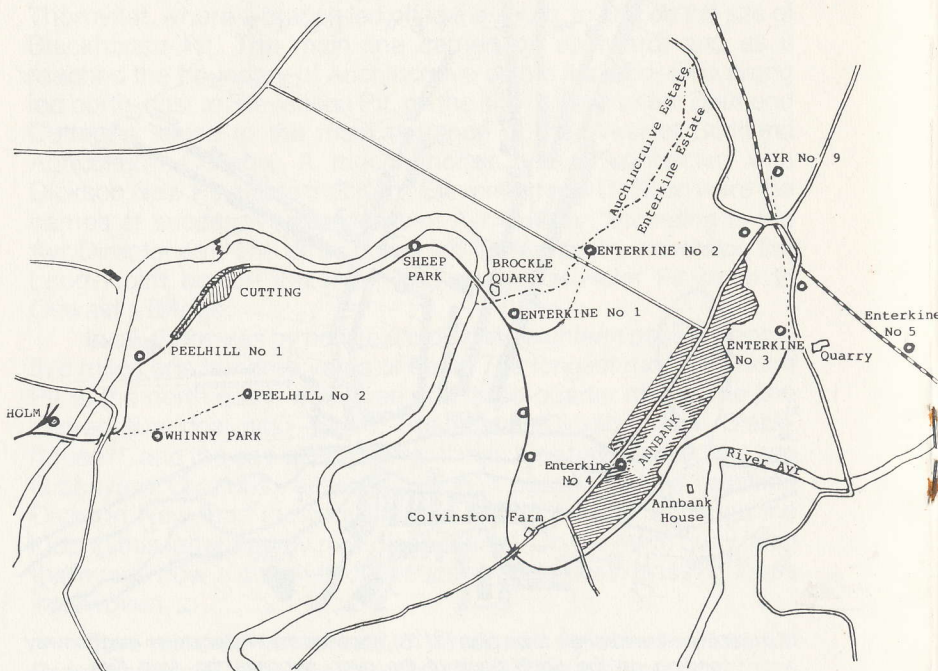 Auchincruive Estate
Enterkine Estate
AYR No 9
SHEEP
PARK
BROCKLE
QUARRY
ENTERKINE No 2
CUTTING
ENTERKINE No 1
Enterkine
No 5
ENTERKINE
No 3
Quarry
PEELHILL No 1
PEELHILL No 2
HOLM
WHINNY PARK
ANNBANK
River Ayr
Enterkine
No 4
Annbank
House
Colvinston Farm